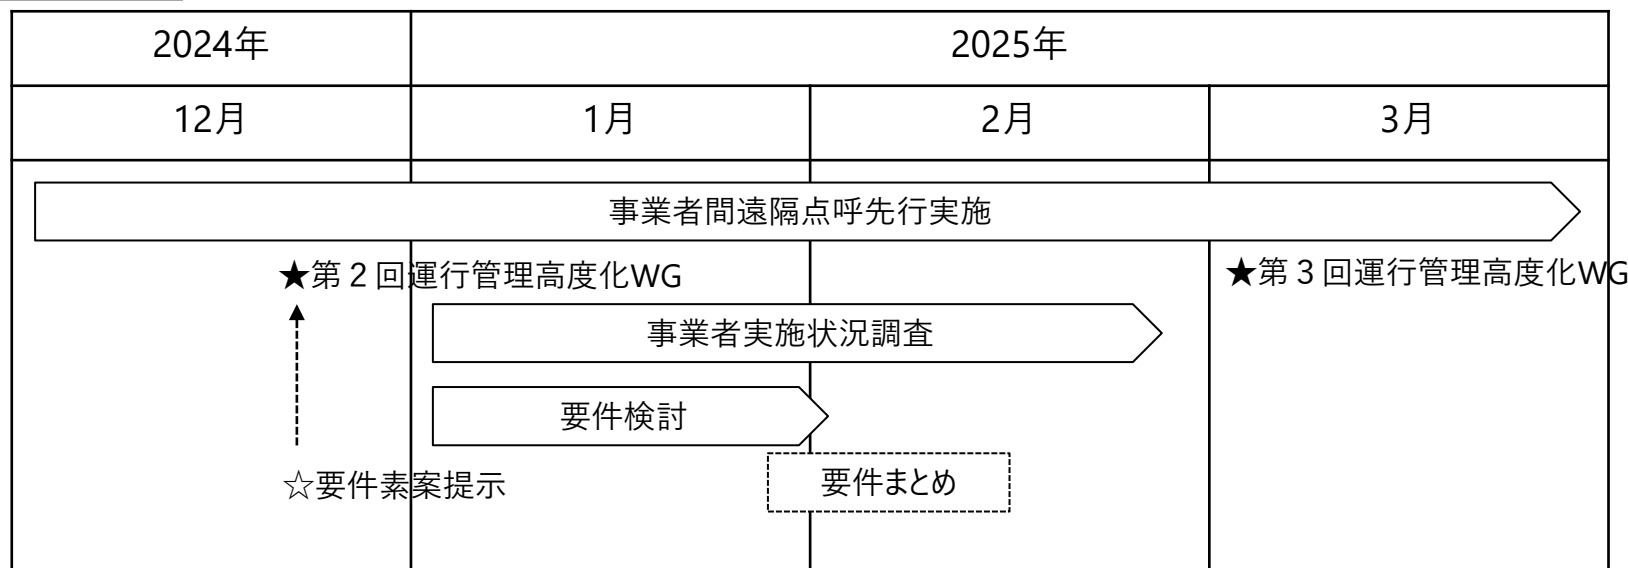 2024年
2025年
12月
1月
2月
3月
事業者間遠隔点呼先行実施
★第２回運行管理高度化WG
★第３回運行管理高度化WG
事業者実施状況調査
要件検討
☆要件素案提示
要件まとめ